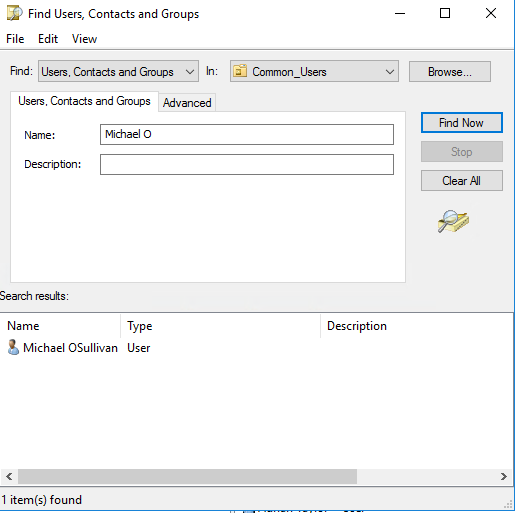 Find Users, Contacts and Groups
File Edit View
Find: Users, Contacts and Groups In: Common_Users Browse...
Users, Contacts and Groups Advanced
Name: Michael O
Description:
Find Now
Stop
Clear All
Search results:
Name Type Description
Michael OSullivan User
1 item(s) found